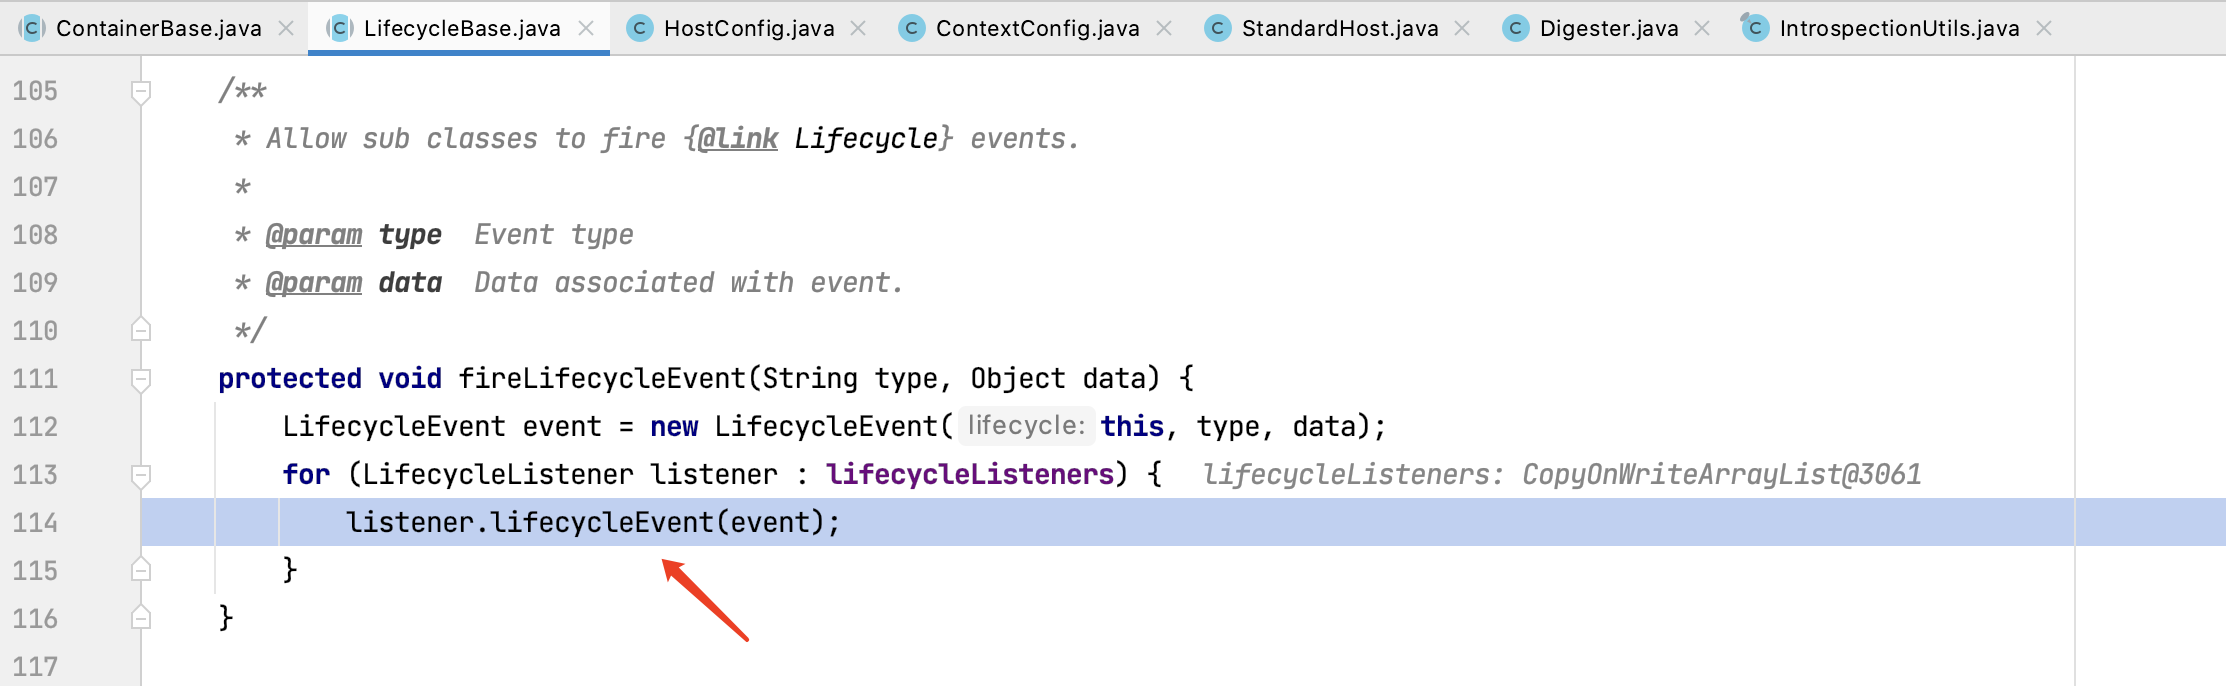 ContainerBase.java LifecycleBase.java HostConfig.java ContextConfig.java StandardHost.java Digester.java IntrospectionUtils.java
105 /**
106 * Allow sub classes to fire {@link Lifecycle} events.
107 *
108 * @param type Event type
109 * @param data Data associated with event.
110 */
111 protected void fireLifecycleEvent(String type, Object data) {
112 LifecycleEvent event = new LifecycleEvent( lifecycle: this, type, data);
113 for (LifecycleListener listener : lifecycleListeners) { lifecycleListeners: CopyOnWriteArrayList@3061
114 listener.lifecycleEvent(event);
115 }
116 }
117